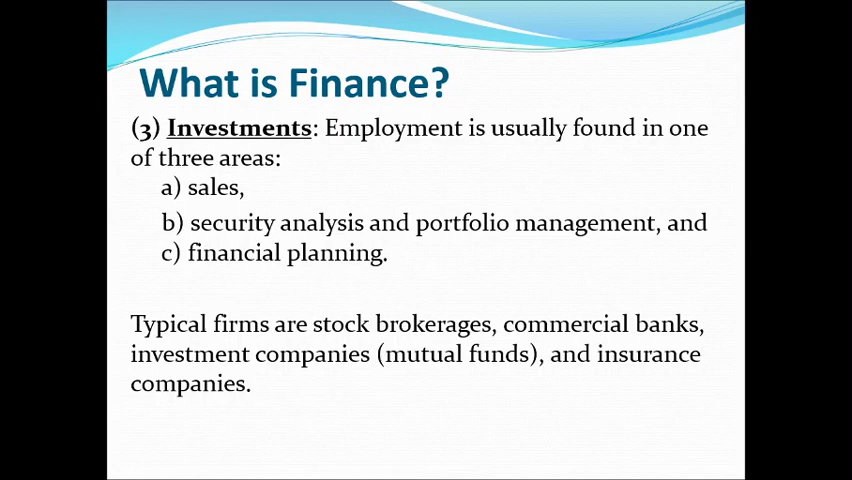 What is Finance?
(3) Investments: Employment is usually found in one
of three areas:
a) sales,
b) security analysis and portfolio management, and
c) financial planning.
Typical firms are stock brokerages, commercial banks,
investment companies (mutual funds), and insurance
companies.